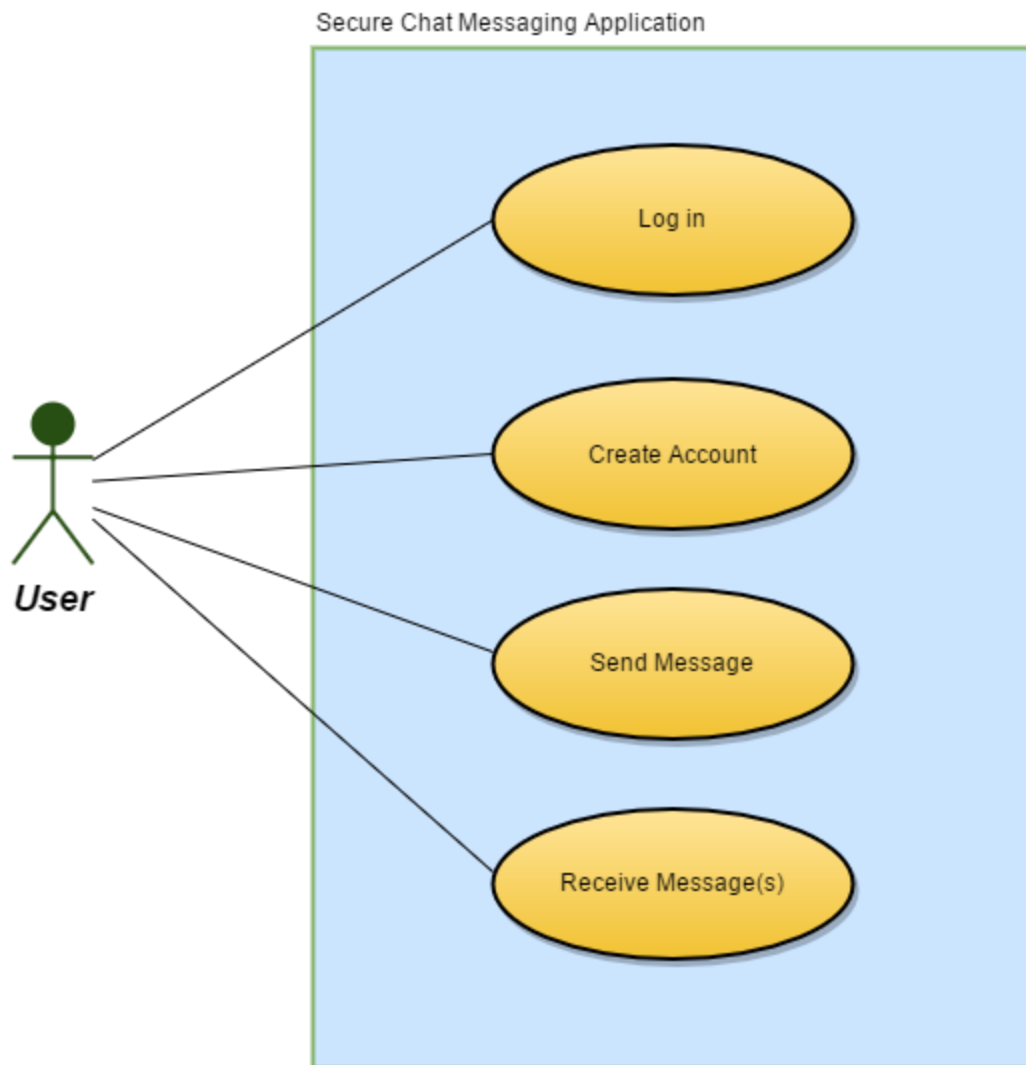 Secure Chat Messaging Application
Log in
Create Account
User
Send Message
Receive Message(s)